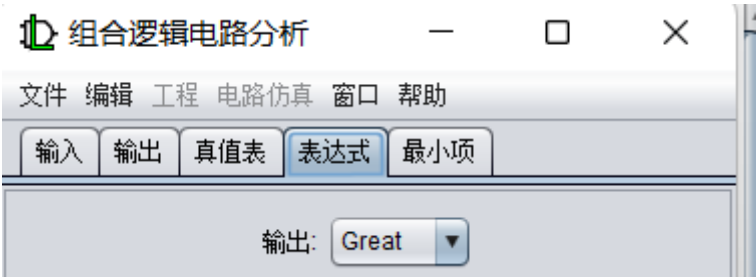 组合逻辑电路分析
文件 编辑 工程 电路仿真 窗口 帮助
输入 输出 真值表 表达式 最小项
输出: Great